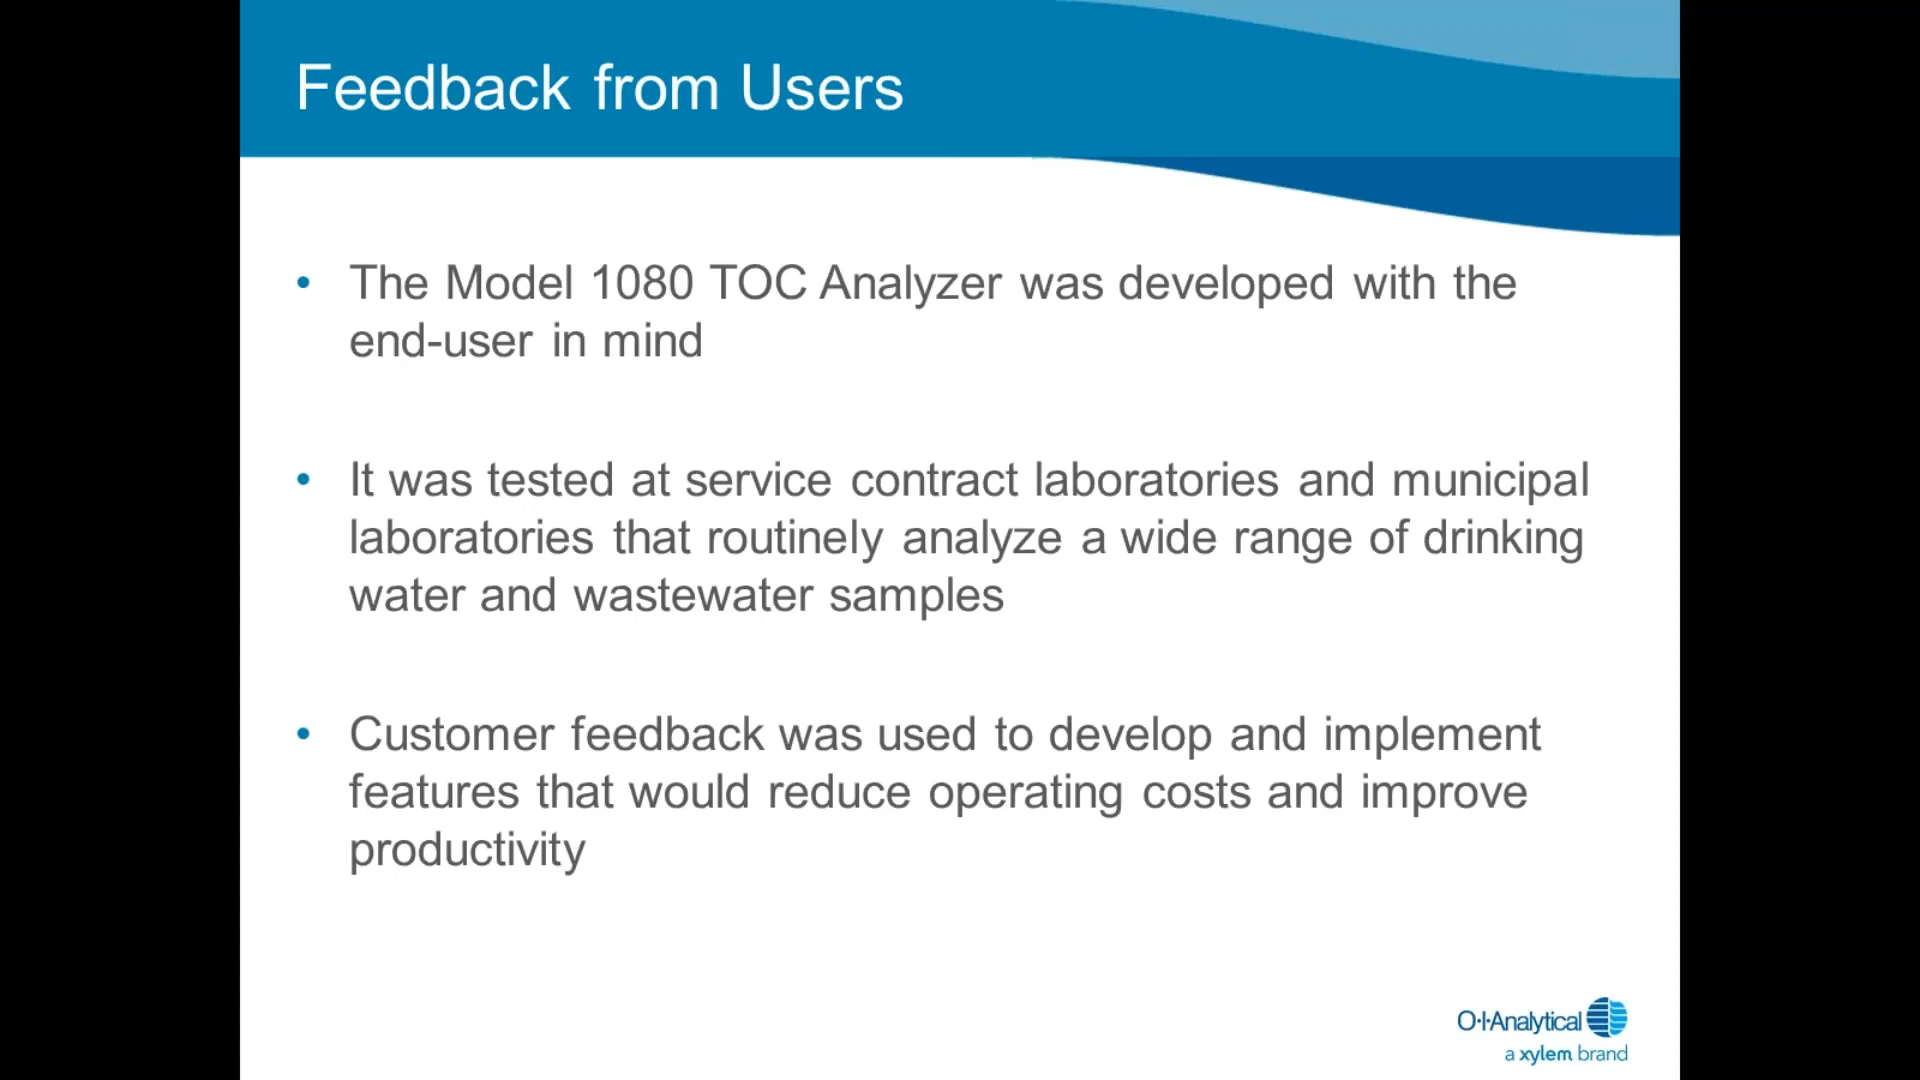 Feedback from Users
• The Model 1080 TOC Analyzer was developed with the
end-user in mind
• It was tested at service contract laboratories and municipal
laboratories that routinely analyze a wide range of drinking
water and wastewater samples
• Customer feedback was used to develop and implement
features that would reduce operating costs and improve
productivity
O·I·Analytical
a xylem brand